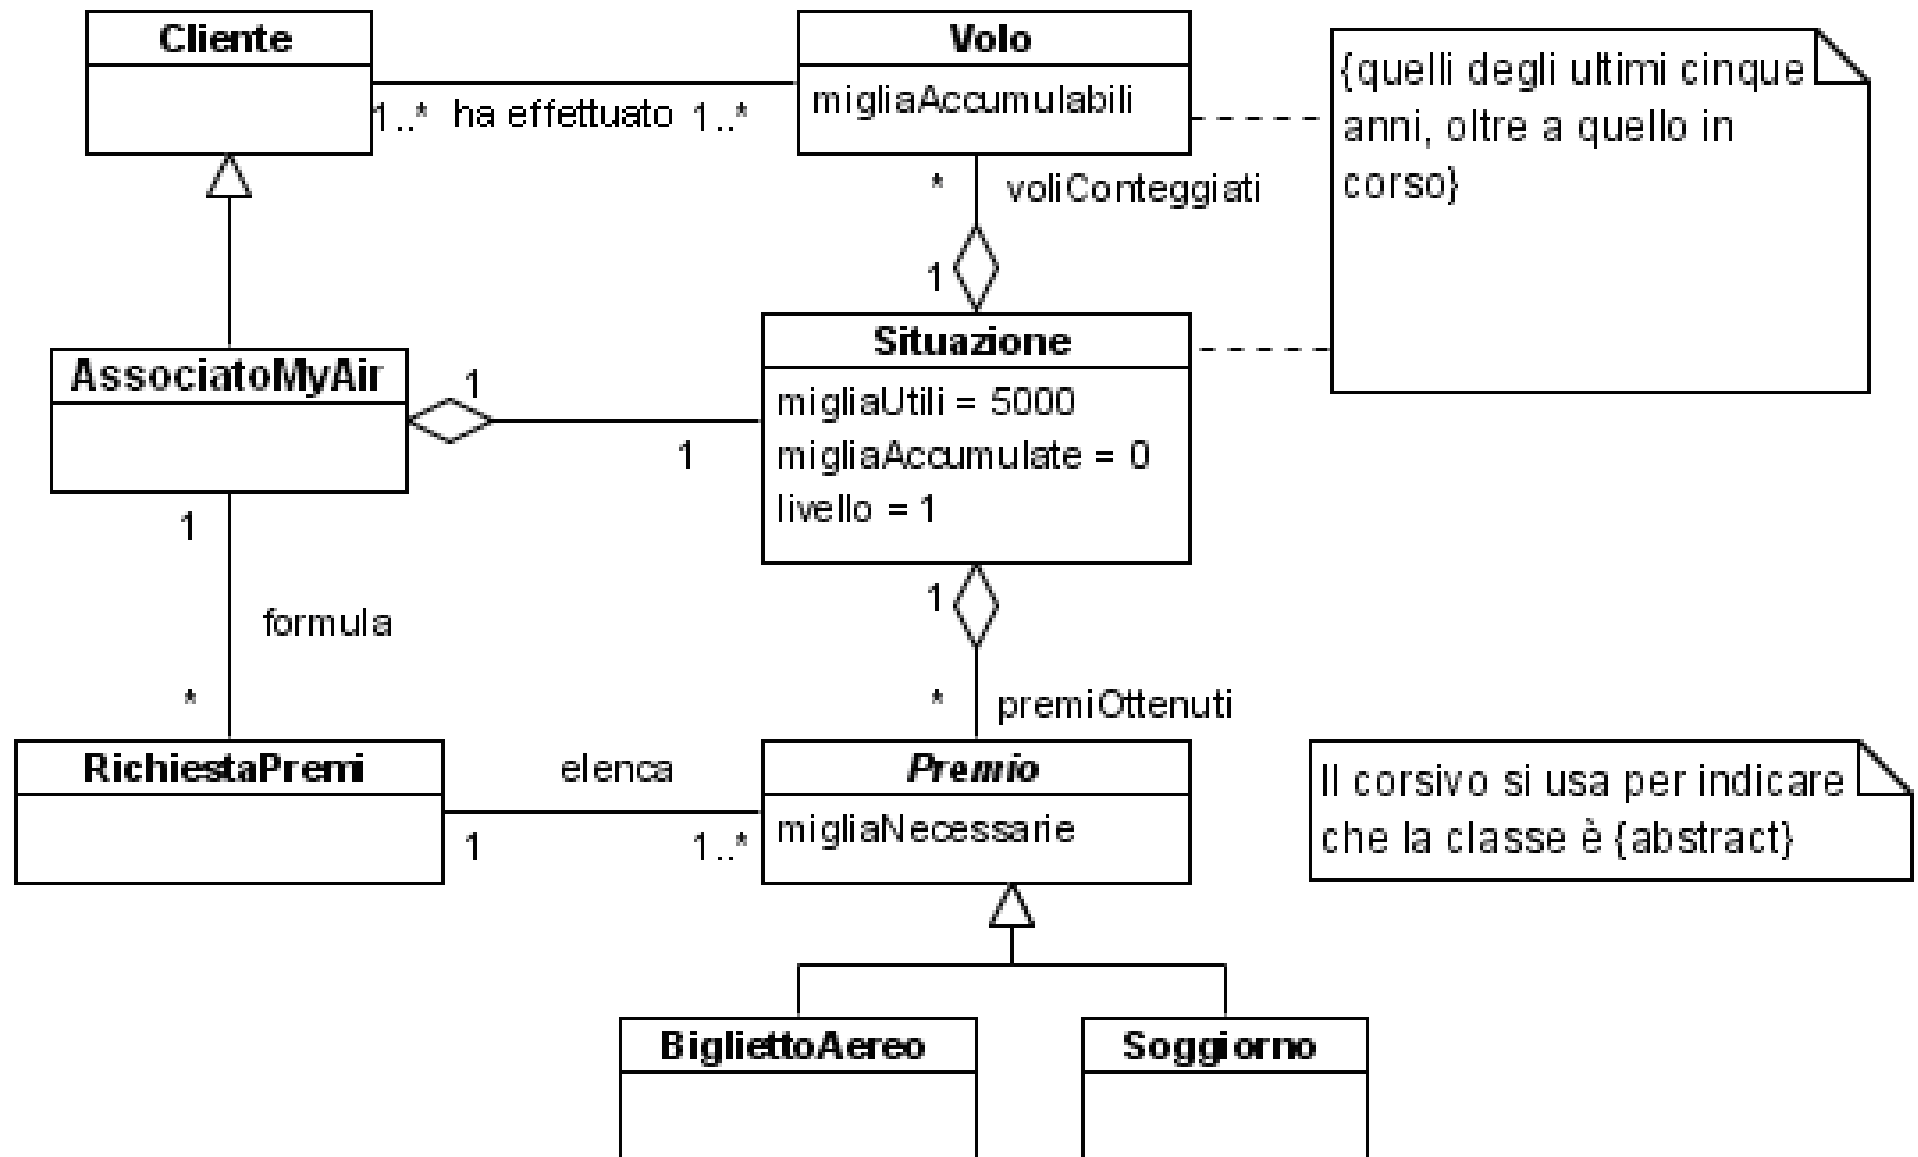 Cliente
1..* ha effettuato 1..*
Volo
migliaAccumulabili
{quelli degli ultimi cinque
anni, oltre a quello in
corso}
* voliConteggiati
1
AssociatoMyAir
1
1
Situazione
migliaUtili = 5000
migliaAccumulate = 0
livello = 1
1
formula
*
1
* premiOttenuti
RichiestaPremi
elenca
1
1..*
Premio
migliaNecessarie
Il corsivo si usa per indicare
che la classe è {abstract}
BigliettoAereo
Soggiorno